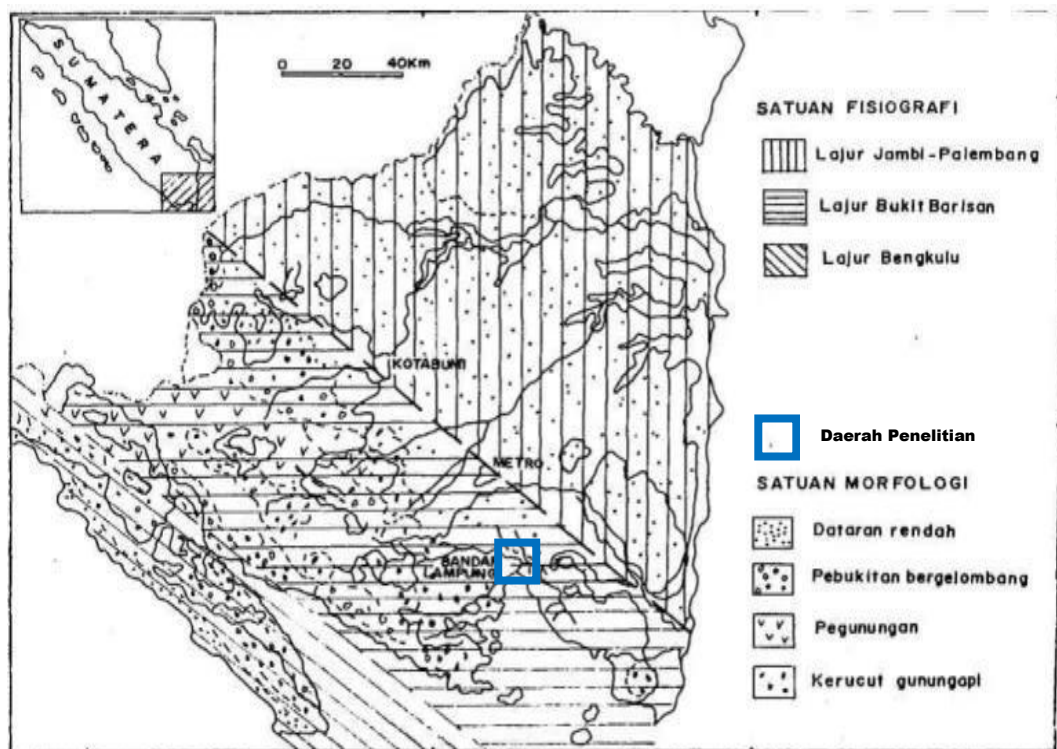 SUMATERA
0 20 40Km
KOTABUMI
METRO
BANDAR
LAMPUNG
SATUAN FISIOGRAFI
Lajur Jambi-Palembang
Lajur Bukit Barisan
Lajur Bengkulu
Daerah Penelitian
SATUAN MORFOLOGI
Dataran rendah
Pebukitan bergelombang
Pegunungan
Kerucut gunungapi